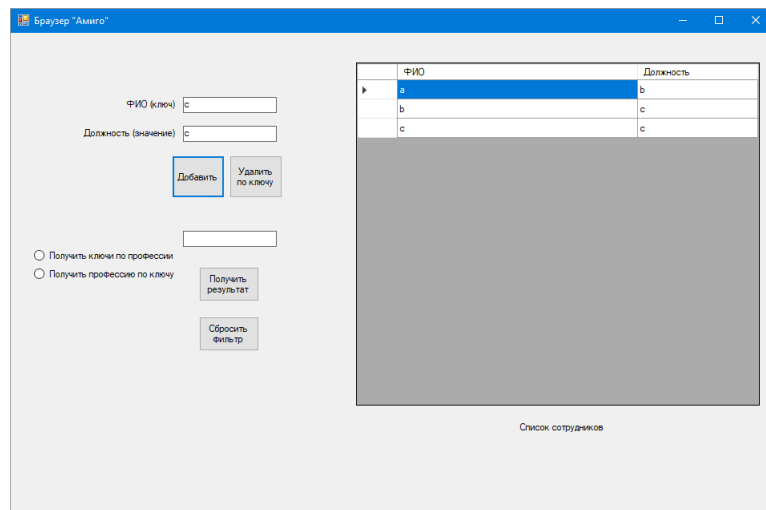 Браузер "Амиго"
ФИО (ключ)
c
Должность (значение)
c
Добавить
Удалить
по ключу
Получить ключи по профессии
Получить профессию по ключу
Получить
результат
Сбросить
фильтр
ФИО Должность
a b
b c
c c
Список сотрудников